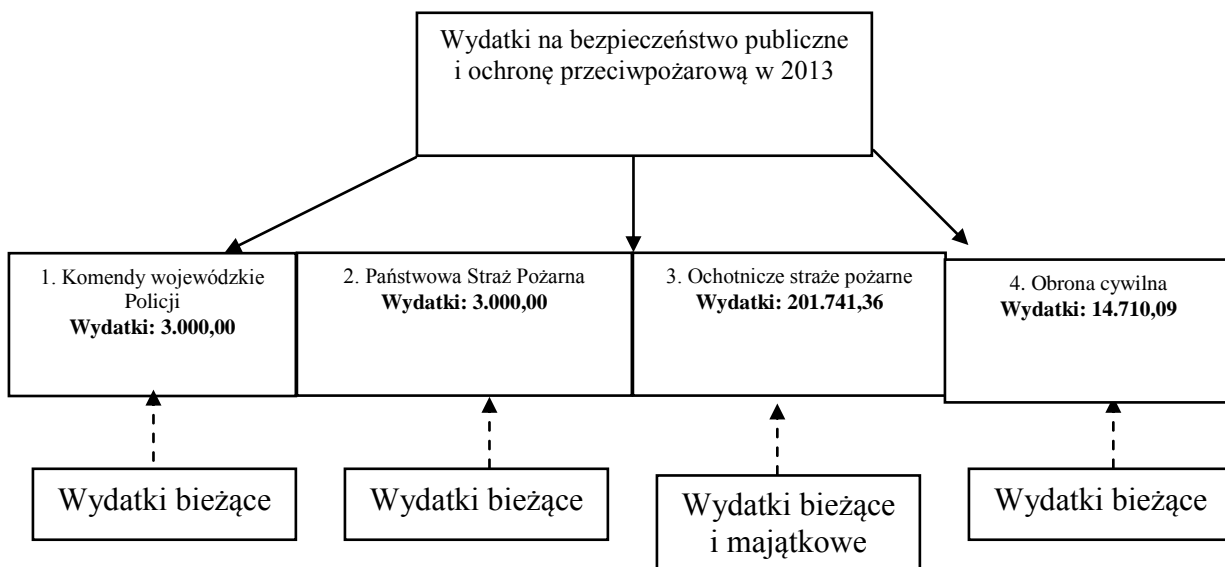 Wydatki na bezpieczeństwo publiczne
i ochronę przeciwpożarową w 2013
1. Komendy wojewódzkie
Policji
Wydatki: 3.000,00
2. Państwowa Straż Pożarna
Wydatki: 3.000,00
3. Ochotnicze straże pożarne
Wydatki: 201.741,36
4. Obrona cywilna
Wydatki: 14.710,09
Wydatki bieżące
Wydatki bieżące
Wydatki bieżące
i majątkowe
Wydatki bieżące